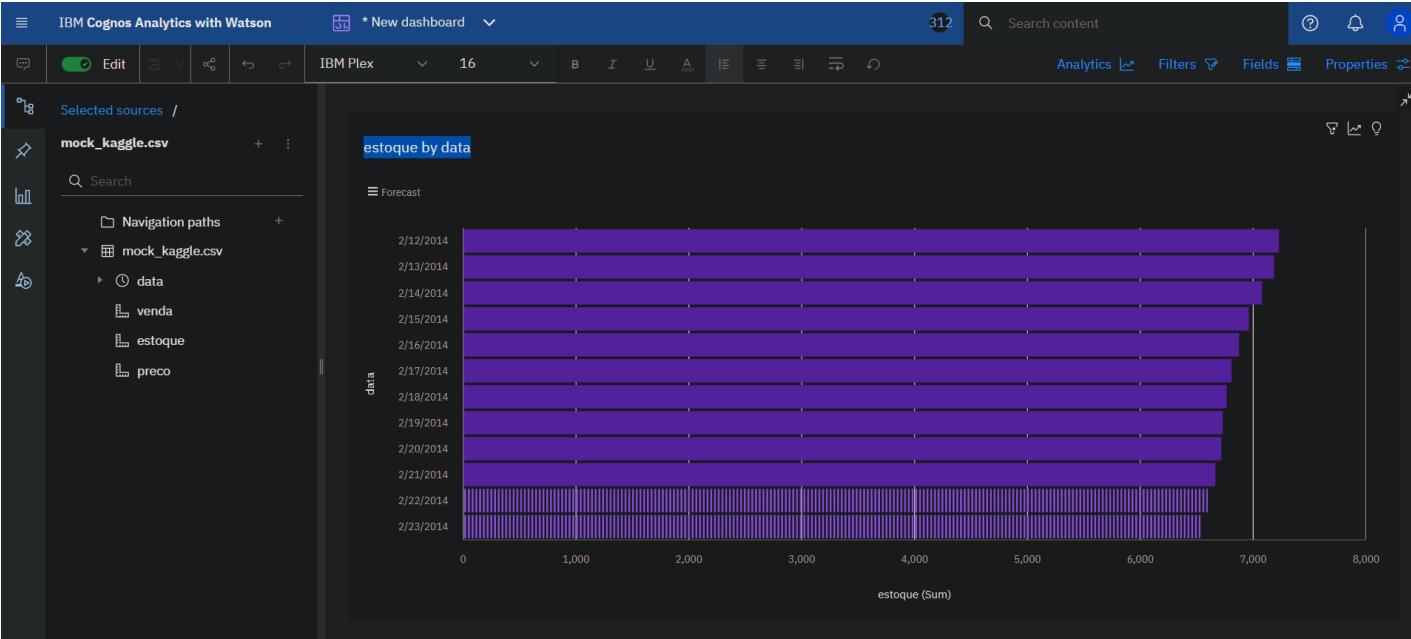 IBM Cognos Analytics with Watson
* New dashboard
312
Search content
Edit
IBM Plex
16
B I U A
Analytics
Filters
Fields
Properties
Selected sources /
mock_kaggle.csv
Search
Navigation paths
mock_kaggle.csv
data
venda
estoque
preco
estoque by data
Forecast
data
2/12/2014
2/13/2014
2/14/2014
2/15/2014
2/16/2014
2/17/2014
2/18/2014
2/19/2014
2/20/2014
2/21/2014
2/22/2014
2/23/2014
0 1,000 2,000 3,000 4,000 5,000 6,000 7,000 8,000
estoque (Sum)